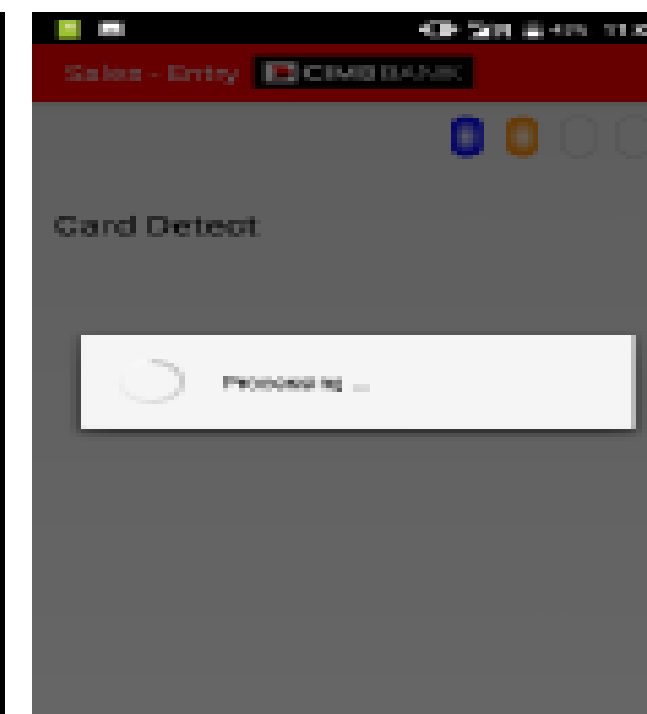 Sales - Entry CIMB BANK
Card Detect
Processing ...